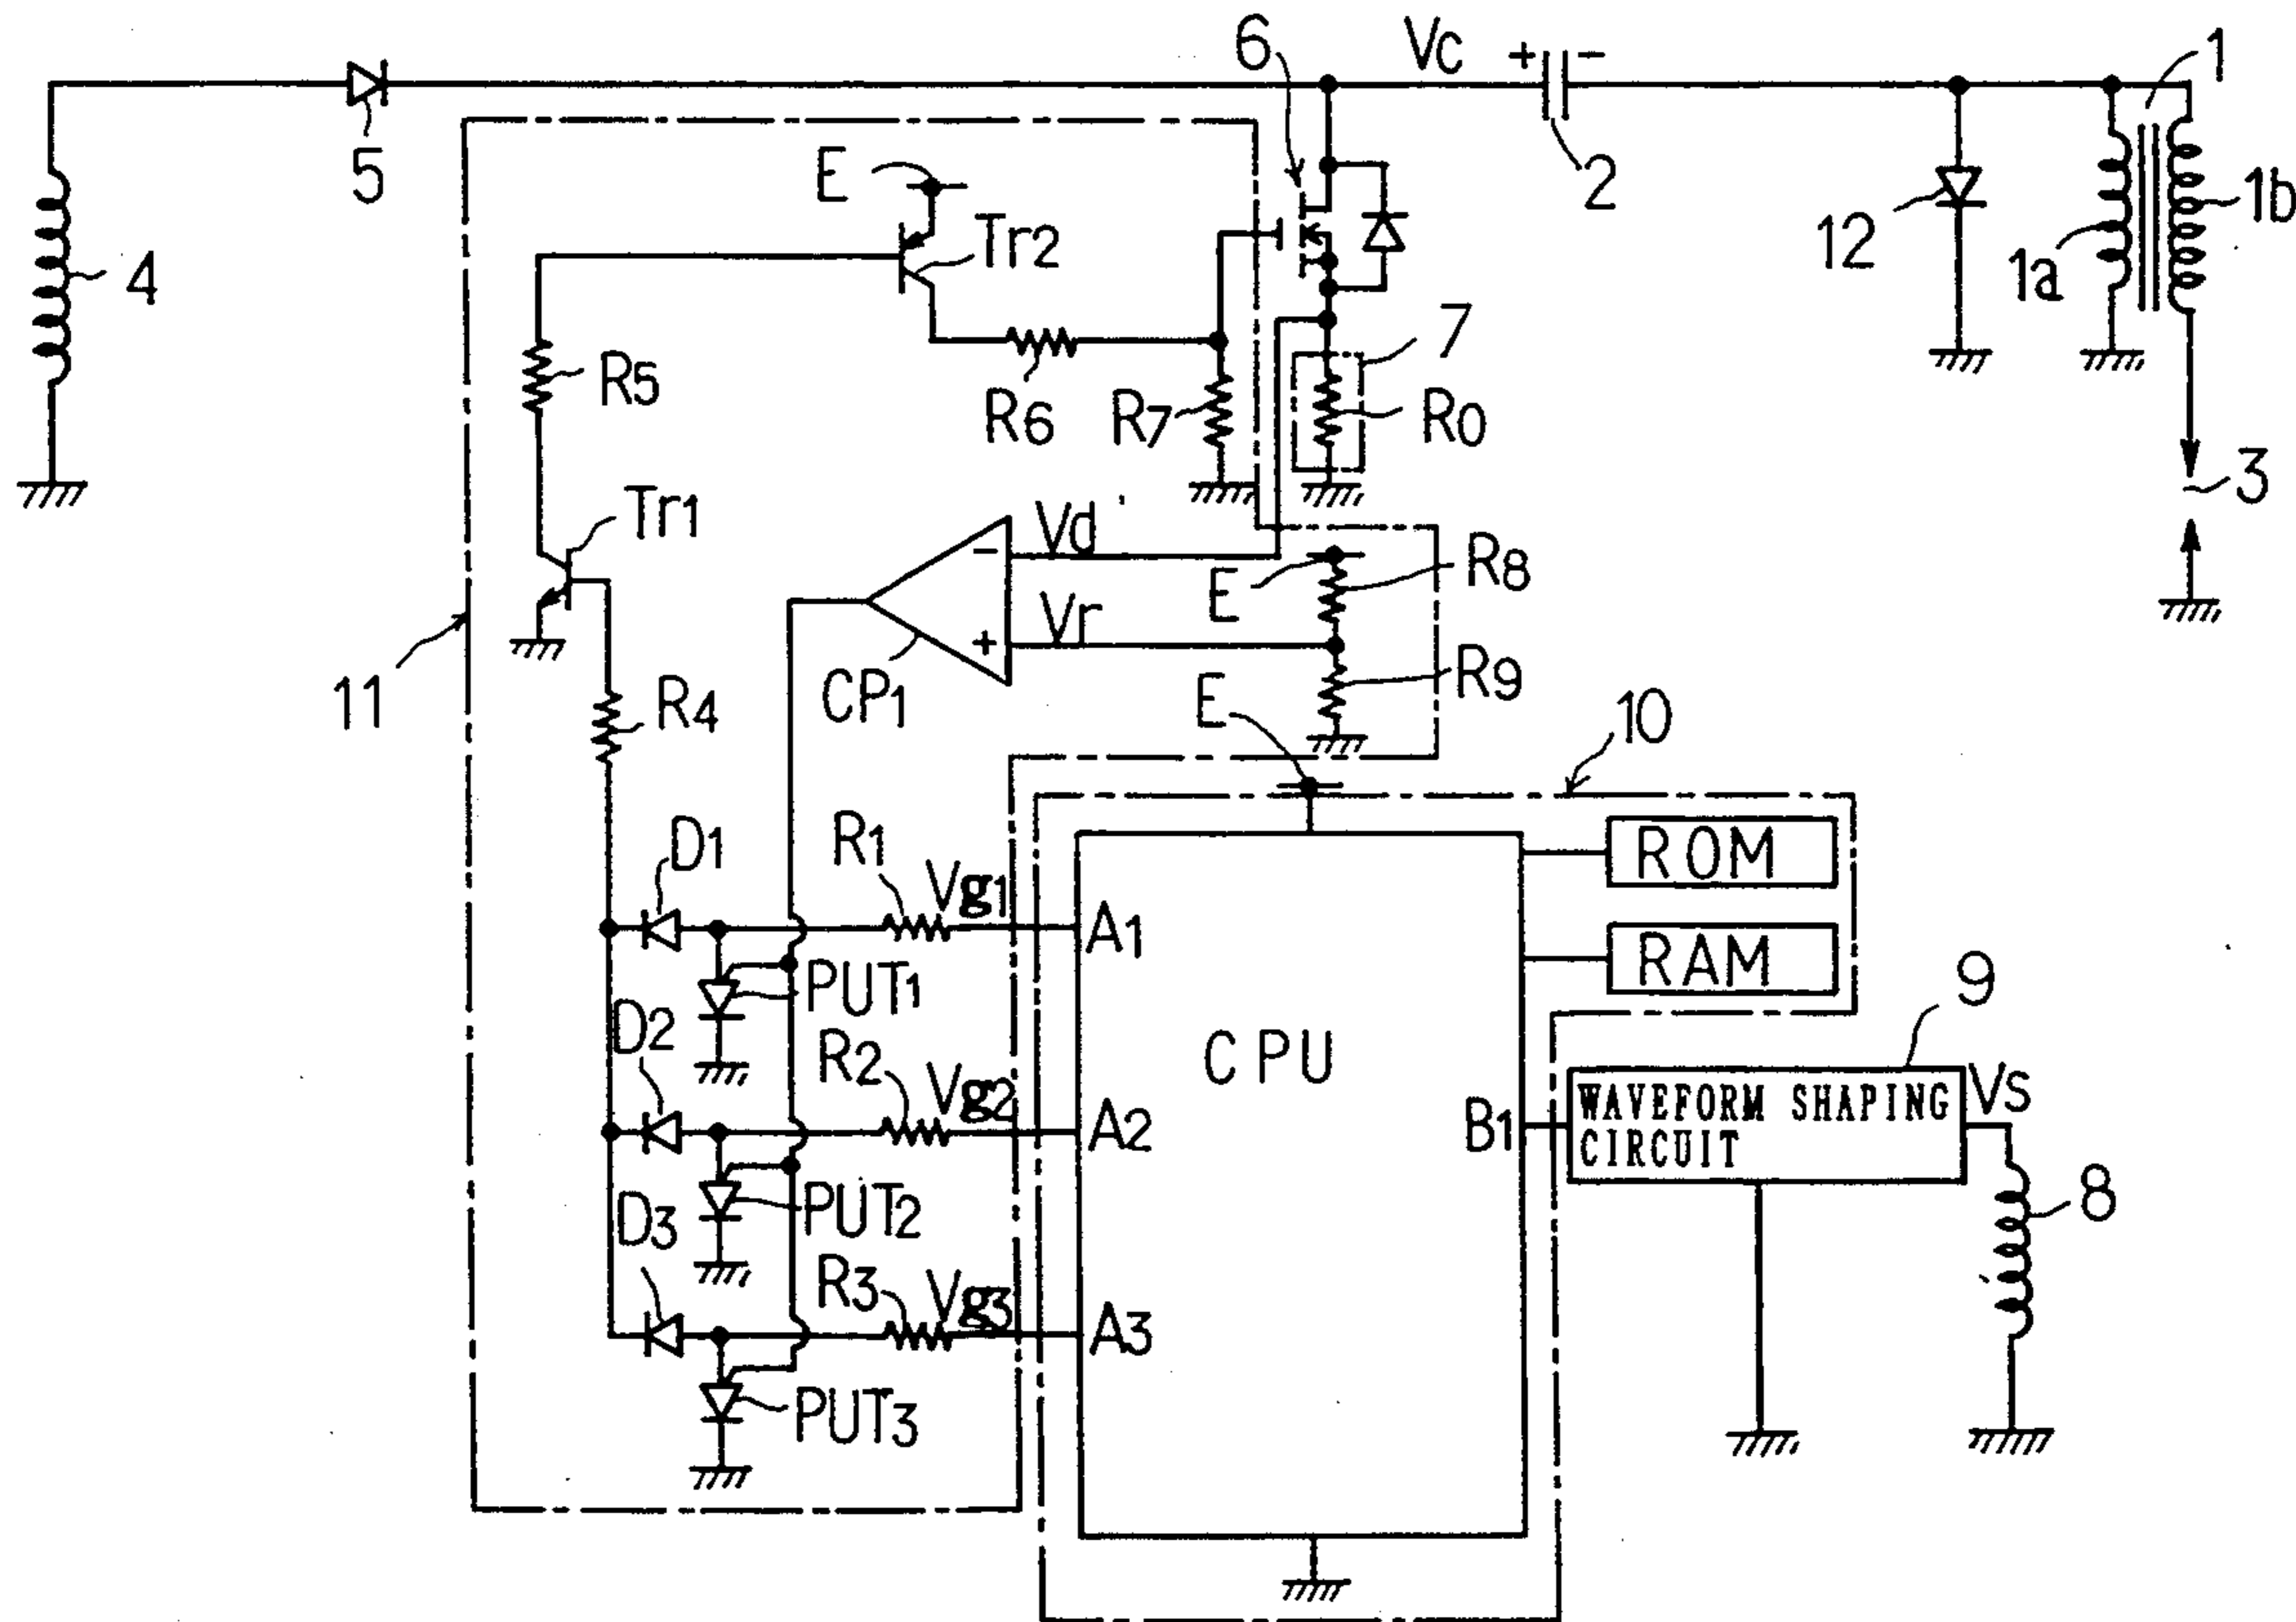 6
Vc
+
-
1
5
2
E
Tr2
12
1a
1b
4
7
R5
R6
R7
R0
3
Tr1
Vd
-
E
R8
Vr
+
11
CP1
R9
R4
E
10
D1
R1
Vg1
A1
ROM
RAM
PUT1
D2
R2
Vg2
A2
CPU
9
B1
WAVEFORM SHAPING
CIRCUIT
Vs
8
PUT2
D3
R3
Vg3
A3
PUT3